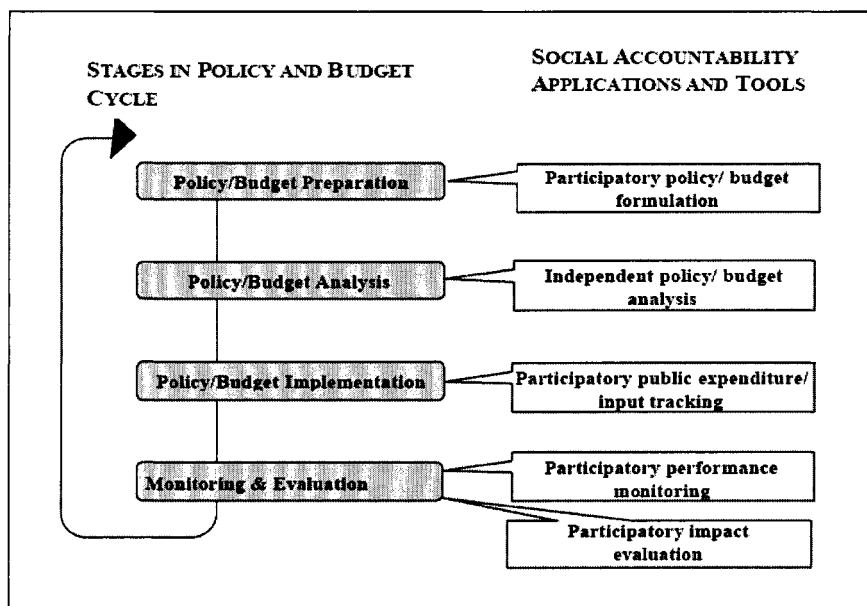 STAGES IN POLICY AND BUDGET
CYCLE
SOCIAL ACCOUNTABILITY
APPLICATIONS AND TOOLS
Policy/Budget Preparation
Participatory policy/ budget
formulation
Policy/Budget Analysis
Independent policy/ budget
analysis
Policy/Budget Implementation
Participatory public expenditure/
input tracking
Monitoring & Evaluation
Participatory performance
monitoring
Participatory impact
evaluation